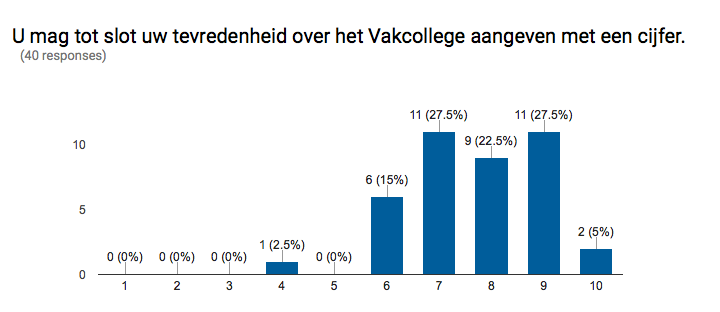 U mag tot slot uw tevredenheid over het Vakcollege aangeven met een cijfer.
(40 responses)
11 (27.5%) 11 (27.5%)
10 9 (22.5%)
6 (15%)
5
2 (5%)
1 (2.5%)
0 (0%) 0 (0%) 0 (0%) 0 (0%)
0
1 2 3 4 5 6 7 8 9 10